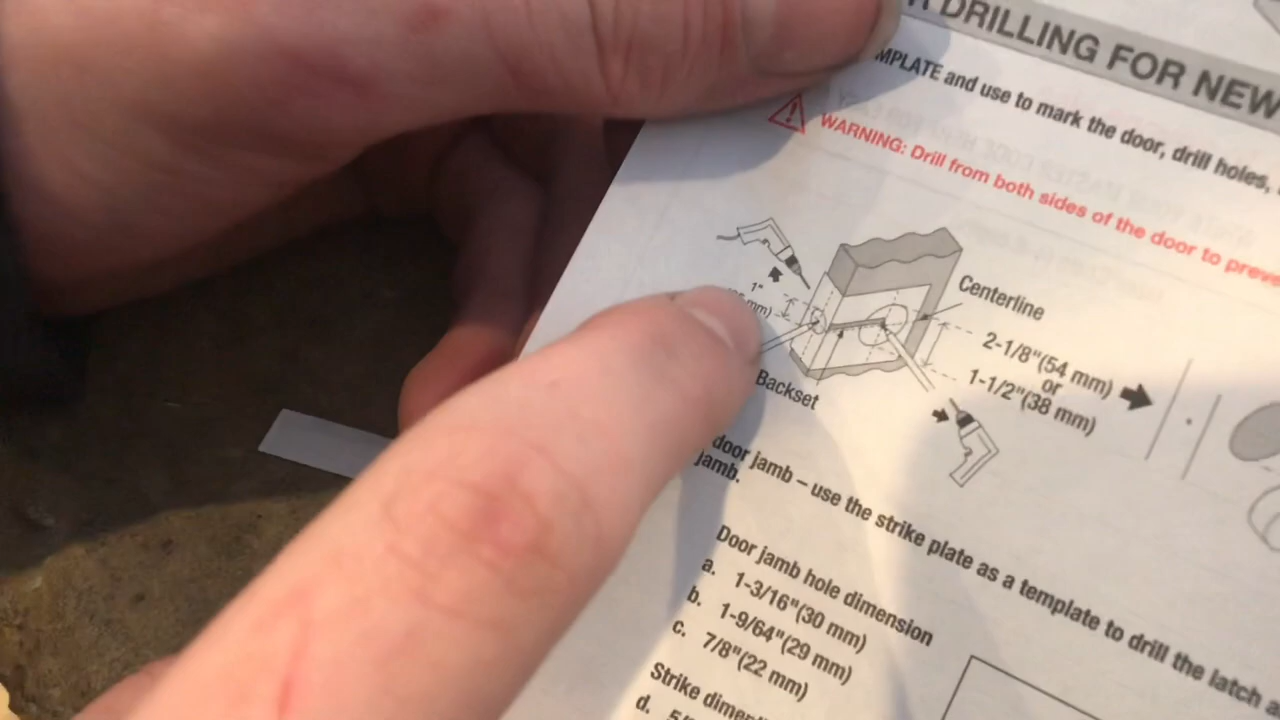 DRILLING FOR NEW
MPLATE and use to mark the door, drill holes,
WARNING: Drill from both sides of the door to preve
1"
mm)
Centerline
2-1/8"(54 mm)
or
1-1/2"(38 mm)
Backset
door jamb – use the strike plate as a template to drill the latch a
jamb.
Door jamb hole dimension
a. 1-3/16"(30 mm)
b. 1-9/64"(29 mm)
c. 7/8"(22 mm)
Strike dimen
d. 5/